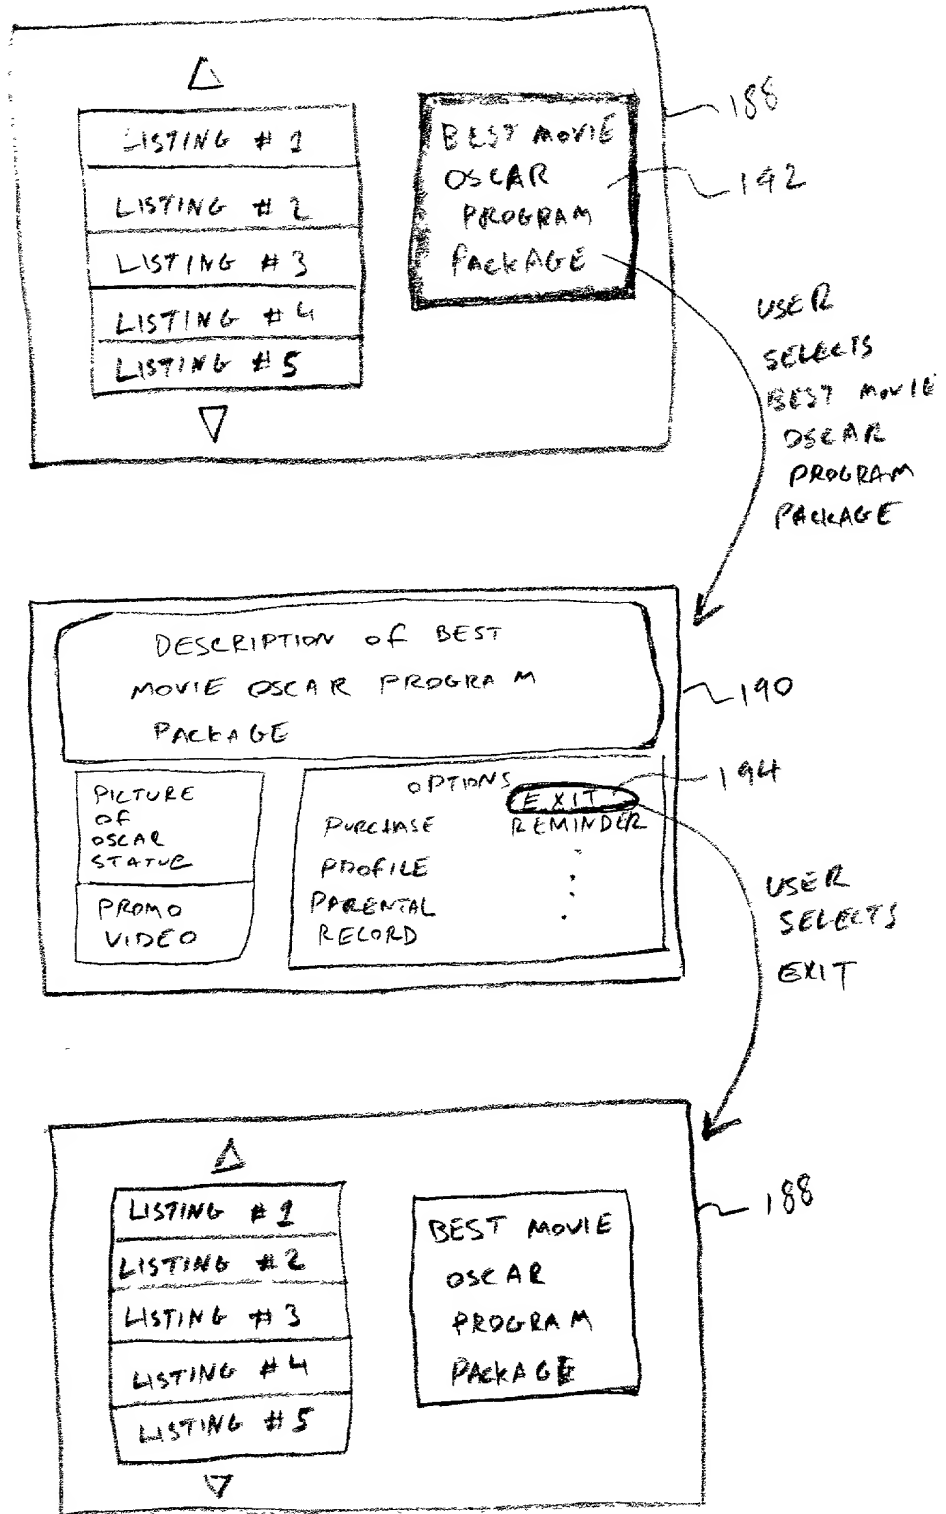 LISTING # 1
LISTING # 2
LISTING # 3
LISTING # 4
LISTING # 5
BEST MOVIE
OSCAR
PROGRAM
PACKAGE
188
192
USER
SELECTS
BEST MOVIE
OSCAR
PROGRAM
PACKAGE
DESCRIPTION OF BEST
MOVIE OSCAR PROGRAM
PACKAGE
190
PICTURE
OF
OSCAR
STATUE
PROMO
VIDEO
OPTIONS
EXIT
PURCHASE REMINDER
PROFILE
PARENTAL
RECORD
194
USER
SELECTS
EXIT
LISTING # 1
LISTING # 2
LISTING # 3
LISTING # 4
LISTING # 5
BEST MOVIE
OSCAR
PROGRAM
PACKAGE
188